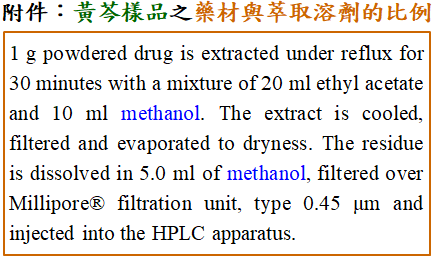 附件：黃芩樣品之藥材與萃取溶劑的比例
1 g powdered drug is extracted under reflux for
30 minutes with a mixture of 20 ml ethyl acetate
and 10 ml methanol. The extract is cooled,
filtered and evaporated to dryness. The residue
is dissolved in 5.0 ml of methanol, filtered over
Millipore® filtration unit, type 0.45 μm and
injected into the HPLC apparatus.